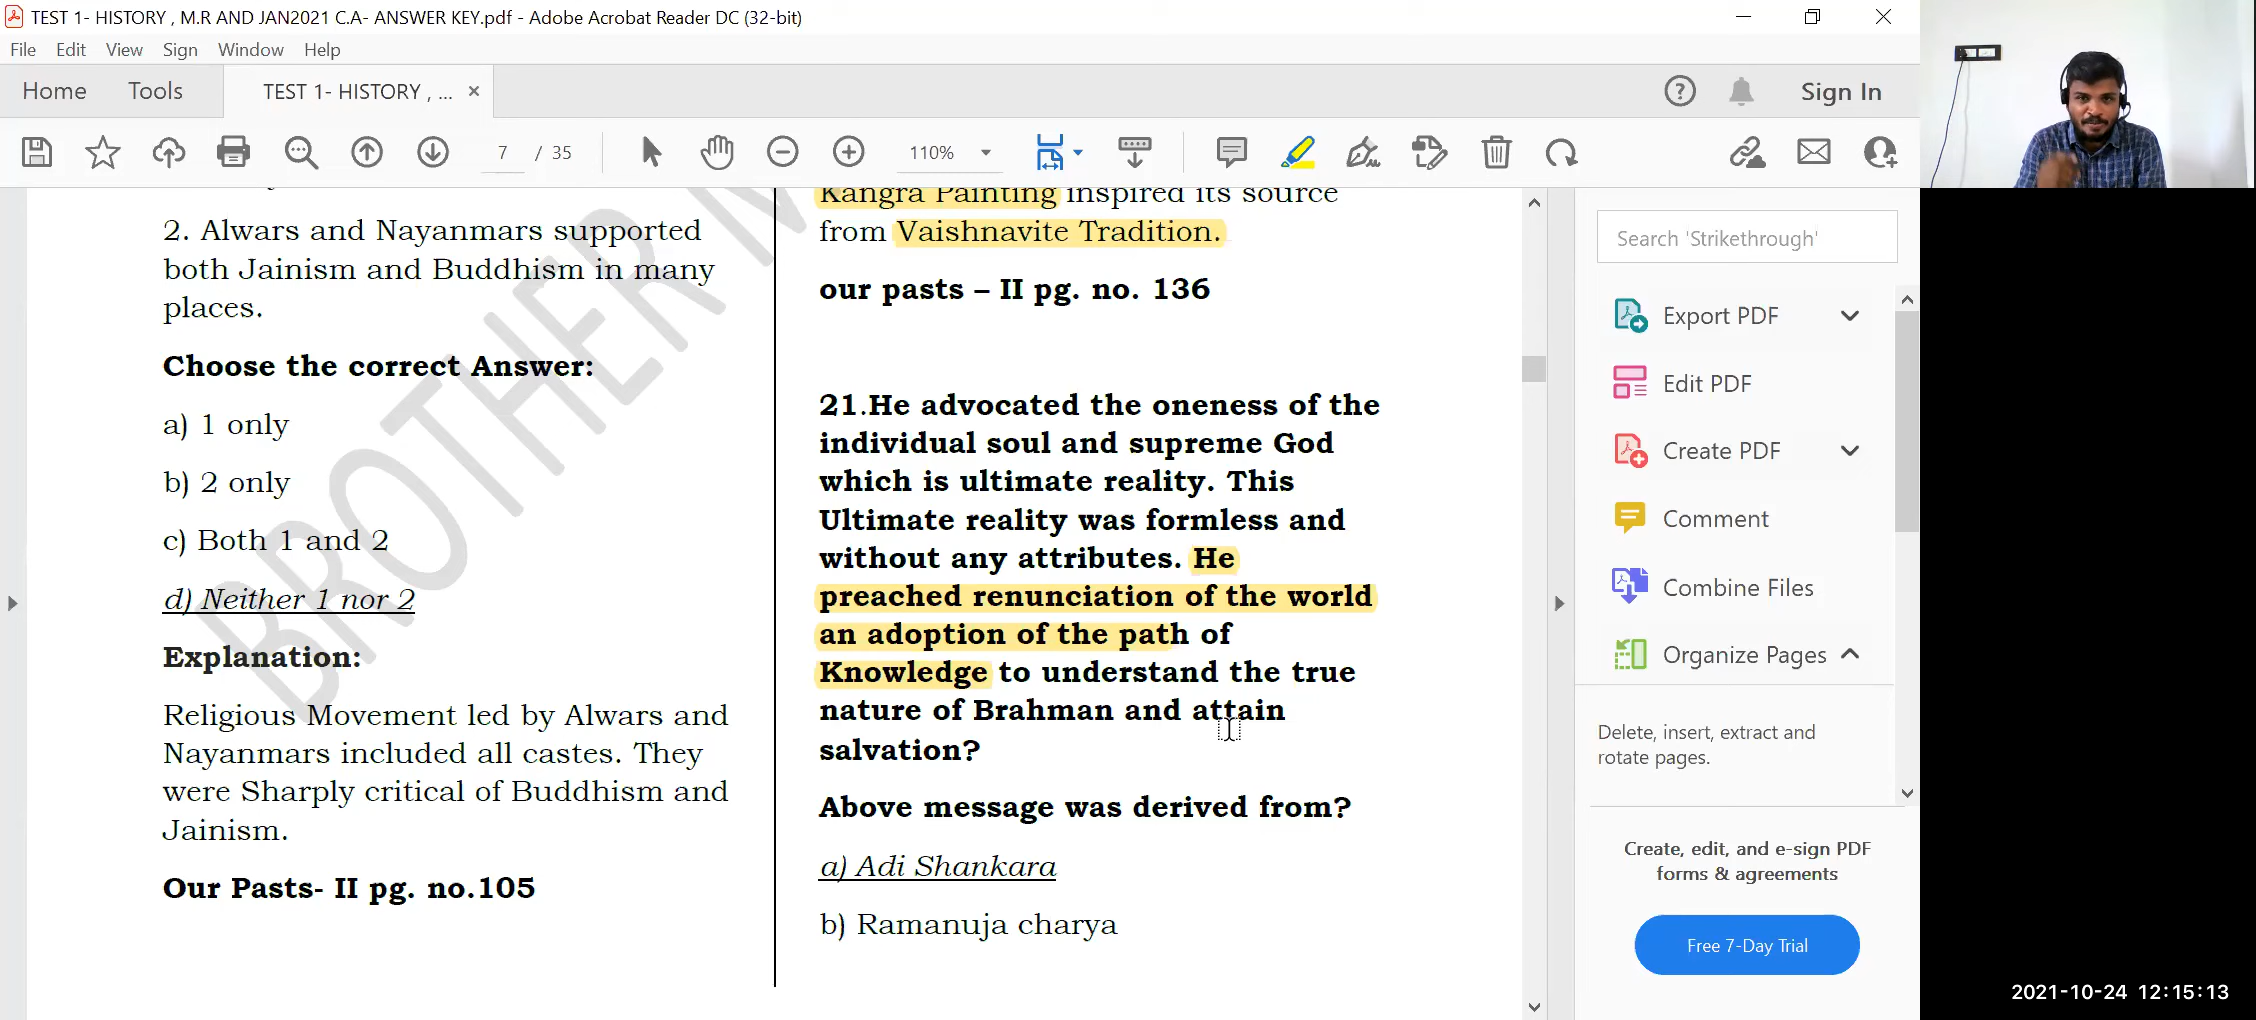 TEST 1- HISTORY , M.R AND JAN2021 C.A- ANSWER KEY.pdf - Adobe Acrobat Reader DC (32-bit)
File Edit View Sign Window Help
Home Tools TEST 1- HISTORY , ... × Sign In
7 / 35 110%
2. Alwars and Nayanmars supported
both Jainism and Buddhism in many
places.
Choose the correct Answer:
a) 1 only
b) 2 only
c) Both 1 and 2
d) Neither 1 nor 2
Explanation:
Religious Movement led by Alwars and
Nayanmars included all castes. They
were Sharply critical of Buddhism and
Jainism.
Our Pasts- II pg. no.105
BROTHER M
Kangra Painting inspired its source
from Vaishnavite Tradition.
our pasts – II pg. no. 136
21.He advocated the oneness of the
individual soul and supreme God
which is ultimate reality. This
Ultimate reality was formless and
without any attributes. He
preached renunciation of the world
an adoption of the path of
Knowledge to understand the true
nature of Brahman and attain
salvation?
Above message was derived from?
a) Adi Shankara
b) Ramanuja charya
Search 'Strikethrough'
Export PDF
Edit PDF
Create PDF
Comment
Combine Files
Organize Pages
Delete, insert, extract and
rotate pages.
Create, edit, and e-sign PDF
forms & agreements
Free 7-Day Trial
2021-10-24 12:15:13